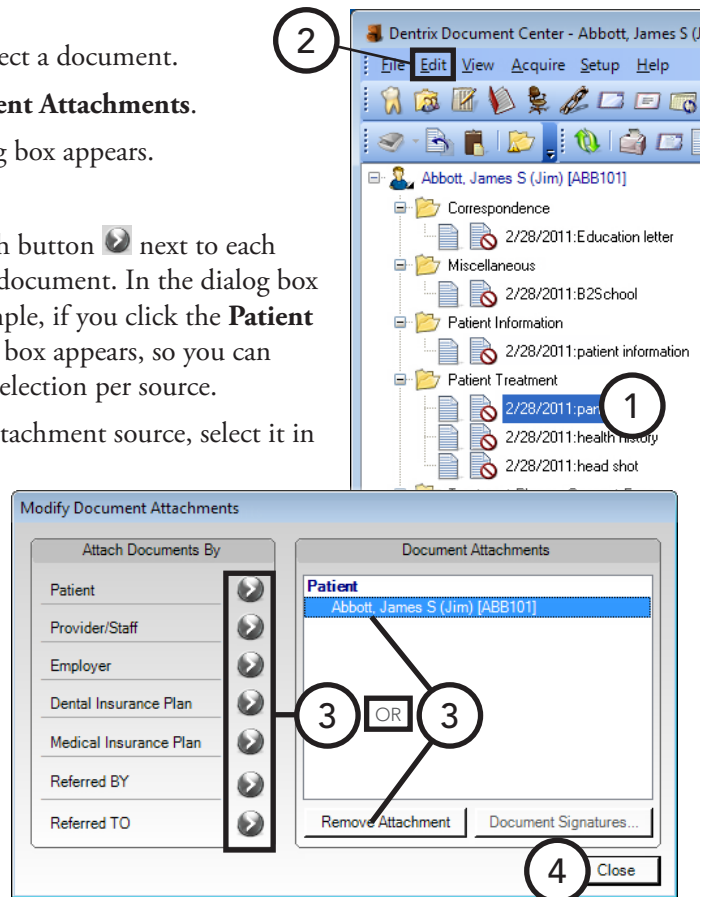 ect a document.
ent Attachments.
g box appears.
h button next to each
document. In the dialog box
ple, if you click the Patient
box appears, so you can
election per source.
tachment source, select it in
2
Dentrix Document Center - Abbott, James S (J
File Edit View Acquire Setup Help
Abbott, James S (Jim) [ABB101]
Correspondence
2/28/2011:Education letter
Miscellaneous
2/28/2011:B2School
Patient Information
2/28/2011:patient information
Patient Treatment
2/28/2011:pan
1
2/28/2011:health history
2/28/2011:head shot
Modify Document Attachments
Attach Documents By
Patient
Provider/Staff
Employer
Dental Insurance Plan
Medical Insurance Plan
Referred BY
Referred TO
Document Attachments
Patient
Abbott, James S (Jim) [ABB101]
3 OR 3
Remove Attachment Document Signatures...
4 Close